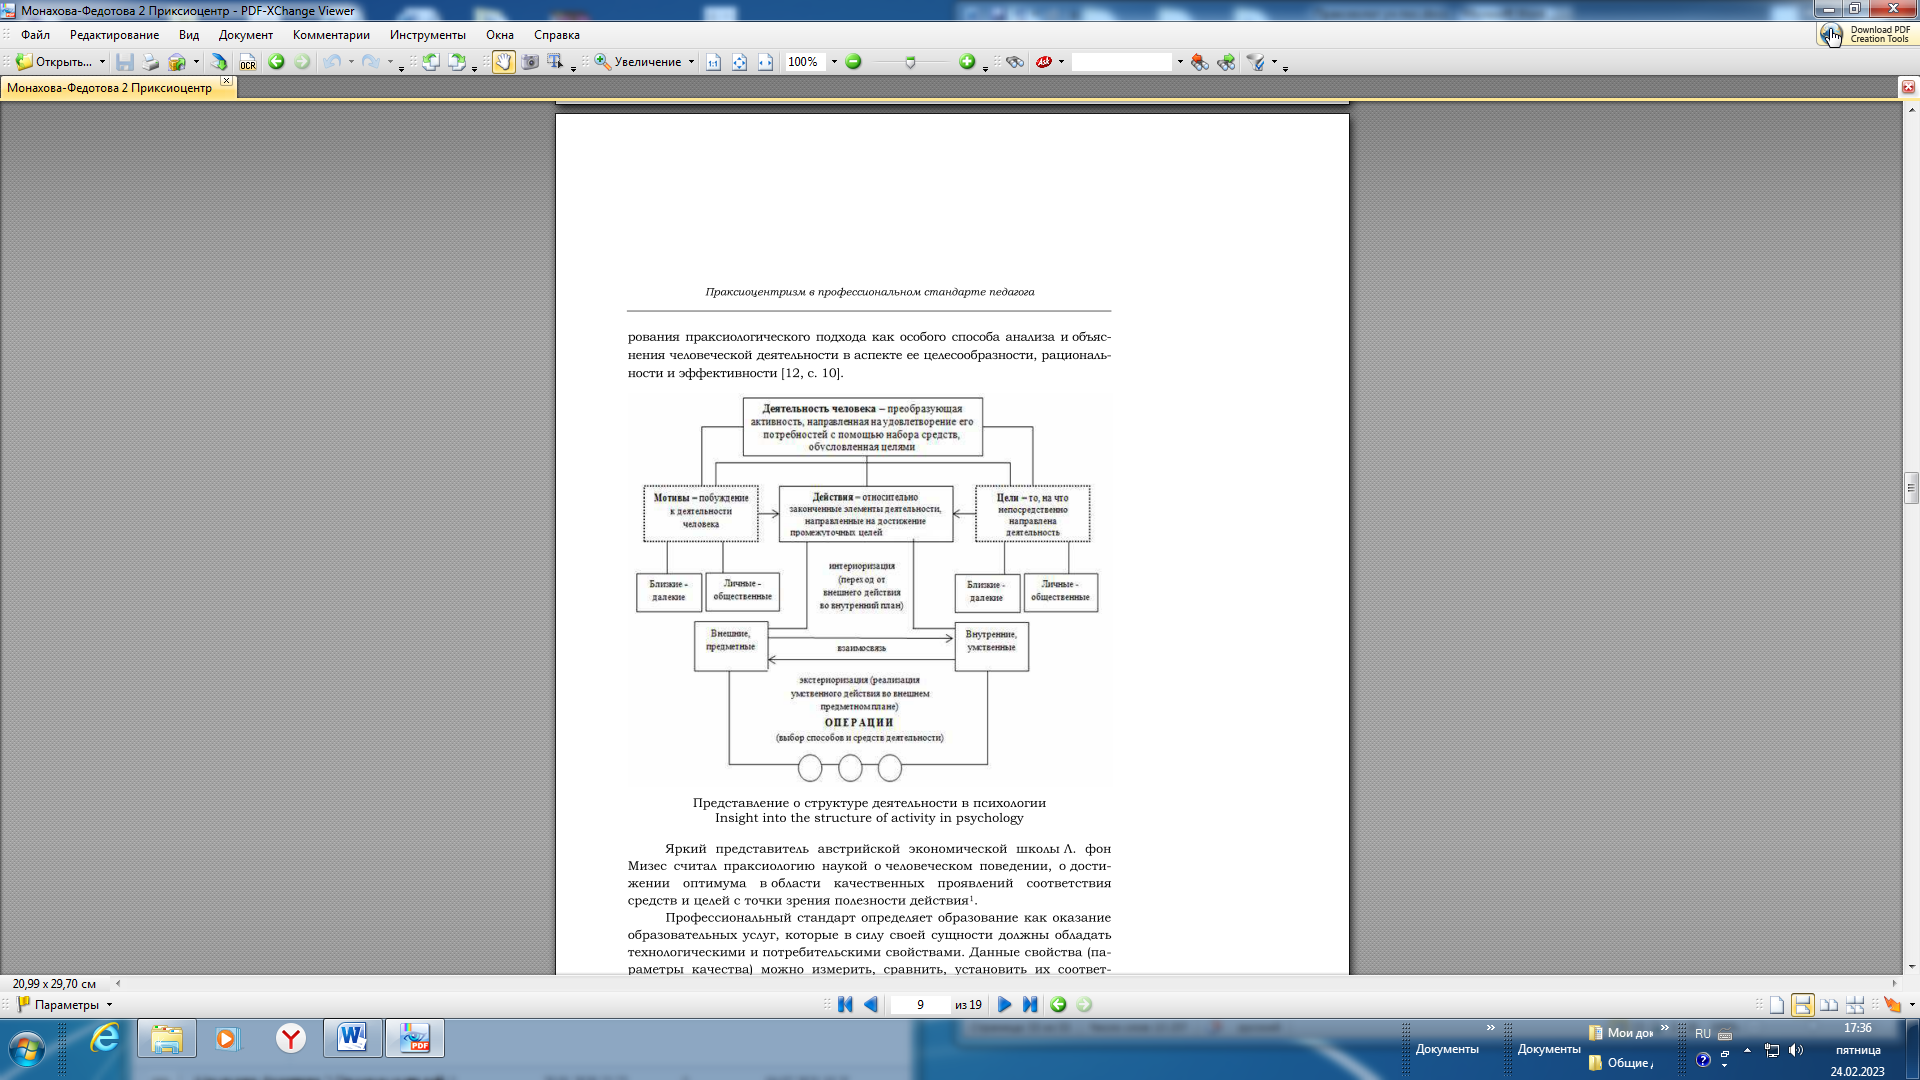 Монахова-Федотова 2 Приксиоцентр - PDF-XChange Viewer
Файл Редактирование Вид Документ Комментарии Инструменты Окна Справка
Download PDF
Creation Tools
Открыть... OCR Увеличение 1:1 100% Ask
Монахова-Федотова 2 Приксиоцентр
Праксиоцентризм в профессиональном стандарте педагога
рования праксиологического подхода как особого способа анализа и объяс-
нения человеческой деятельности в аспекте ее целесообразности, рациональ-
ности и эффективности [12, с. 10].
Деятельность человека – преобразующая
активность, направленная на удовлетворение его
потребностей с помощью набора средств,
обусловленная целями
Мотивы – побуждение
к деятельности
человека
Действия – относительно
законченные элементы деятельности,
направленные на достижение
промежуточных целей
Цели – то, на что
непосредственно
направлена
деятельность
Близкие -
далекие
Личные -
общественные
интериоризация
(переход от
внешнего действия
во внутренний план)
Близкие -
далекие
Личные -
общественные
Внешние,
предметные
взаимосвязь
Внутренние,
умственные
экстериоризация (реализация
умственного действия во внешнем
предметном плане)
ОПЕРАЦИИ
(выбор способов и средств деятельности)
Представление о структуре деятельности в психологии
Insight into the structure of activity in psychology
Яркий представитель австрийской экономической школы Л. фон
Мизес считал праксиологию наукой о человеческом поведении, о дости-
жении оптимума в области качественных проявлений соответствия
средств и целей с точки зрения полезности действия¹.
Профессиональный стандарт определяет образование как оказание
образовательных услуг, которые в силу своей сущности должны обладать
технологическими и потребительскими свойствами. Данные свойства (па-
раметры качества) можно измерить, сравнить, установить их соответ-
20,99 x 29,70 см
Параметры 9 из 19
Документы
Документы
Мои док
Общие
RU
17:36
пятница
24.02.2023